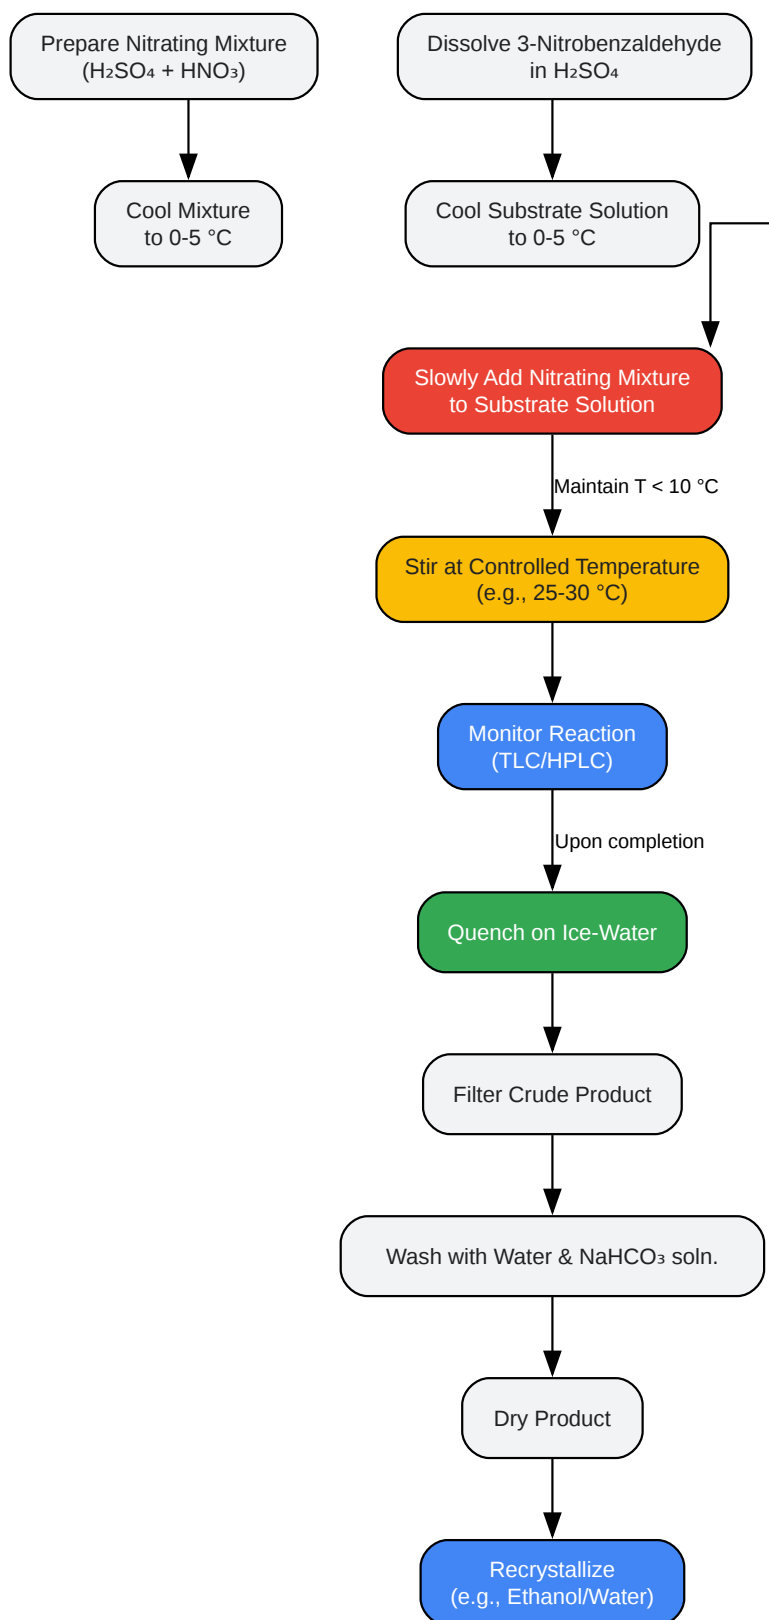 Prepare Nitrating Mixture
(H₂SO₄ + HNO₃)
Dissolve 3-Nitrobenzaldehyde
in H₂SO₄
Cool Mixture
to 0-5 °C
Cool Substrate Solution
to 0-5 °C
Slowly Add Nitrating Mixture
to Substrate Solution
Maintain T < 10 °C
Stir at Controlled Temperature
(e.g., 25-30 °C)
Monitor Reaction
(TLC/HPLC)
Upon completion
Quench on Ice-Water
Filter Crude Product
Wash with Water & NaHCO₃ soln.
Dry Product
Recrystallize
(e.g., Ethanol/Water)